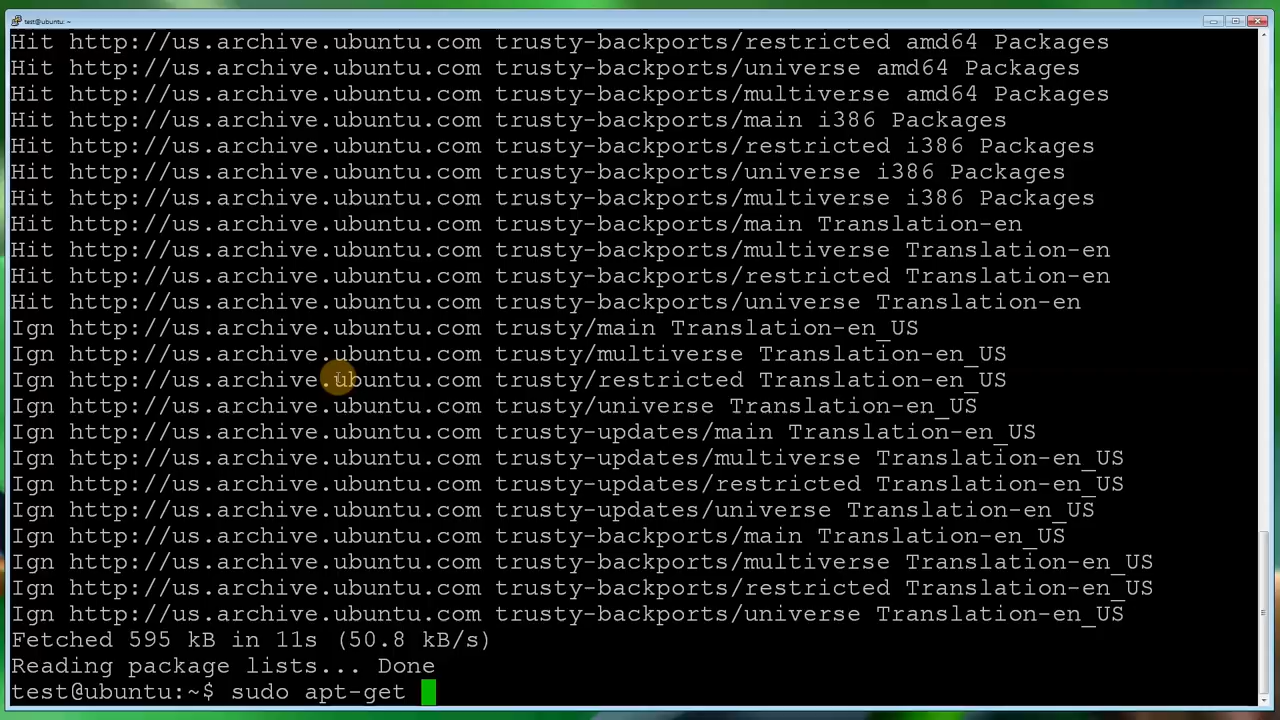 test@ubuntu: ~
Hit http://us.archive.ubuntu.com trusty-backports/restricted amd64 Packages
Hit http://us.archive.ubuntu.com trusty-backports/universe amd64 Packages
Hit http://us.archive.ubuntu.com trusty-backports/multiverse amd64 Packages
Hit http://us.archive.ubuntu.com trusty-backports/main i386 Packages
Hit http://us.archive.ubuntu.com trusty-backports/restricted i386 Packages
Hit http://us.archive.ubuntu.com trusty-backports/universe i386 Packages
Hit http://us.archive.ubuntu.com trusty-backports/multiverse i386 Packages
Hit http://us.archive.ubuntu.com trusty-backports/main Translation-en
Hit http://us.archive.ubuntu.com trusty-backports/multiverse Translation-en
Hit http://us.archive.ubuntu.com trusty-backports/restricted Translation-en
Hit http://us.archive.ubuntu.com trusty-backports/universe Translation-en
Ign http://us.archive.ubuntu.com trusty/main Translation-en_US
Ign http://us.archive.ubuntu.com trusty/multiverse Translation-en_US
Ign http://us.archive.ubuntu.com trusty/restricted Translation-en_US
Ign http://us.archive.ubuntu.com trusty/universe Translation-en_US
Ign http://us.archive.ubuntu.com trusty-updates/main Translation-en_US
Ign http://us.archive.ubuntu.com trusty-updates/multiverse Translation-en_US
Ign http://us.archive.ubuntu.com trusty-updates/restricted Translation-en_US
Ign http://us.archive.ubuntu.com trusty-updates/universe Translation-en_US
Ign http://us.archive.ubuntu.com trusty-backports/main Translation-en_US
Ign http://us.archive.ubuntu.com trusty-backports/multiverse Translation-en_US
Ign http://us.archive.ubuntu.com trusty-backports/restricted Translation-en_US
Ign http://us.archive.ubuntu.com trusty-backports/universe Translation-en_US
Fetched 595 kB in 11s (50.8 kB/s)
Reading package lists... Done
test@ubuntu:~$ sudo apt-get